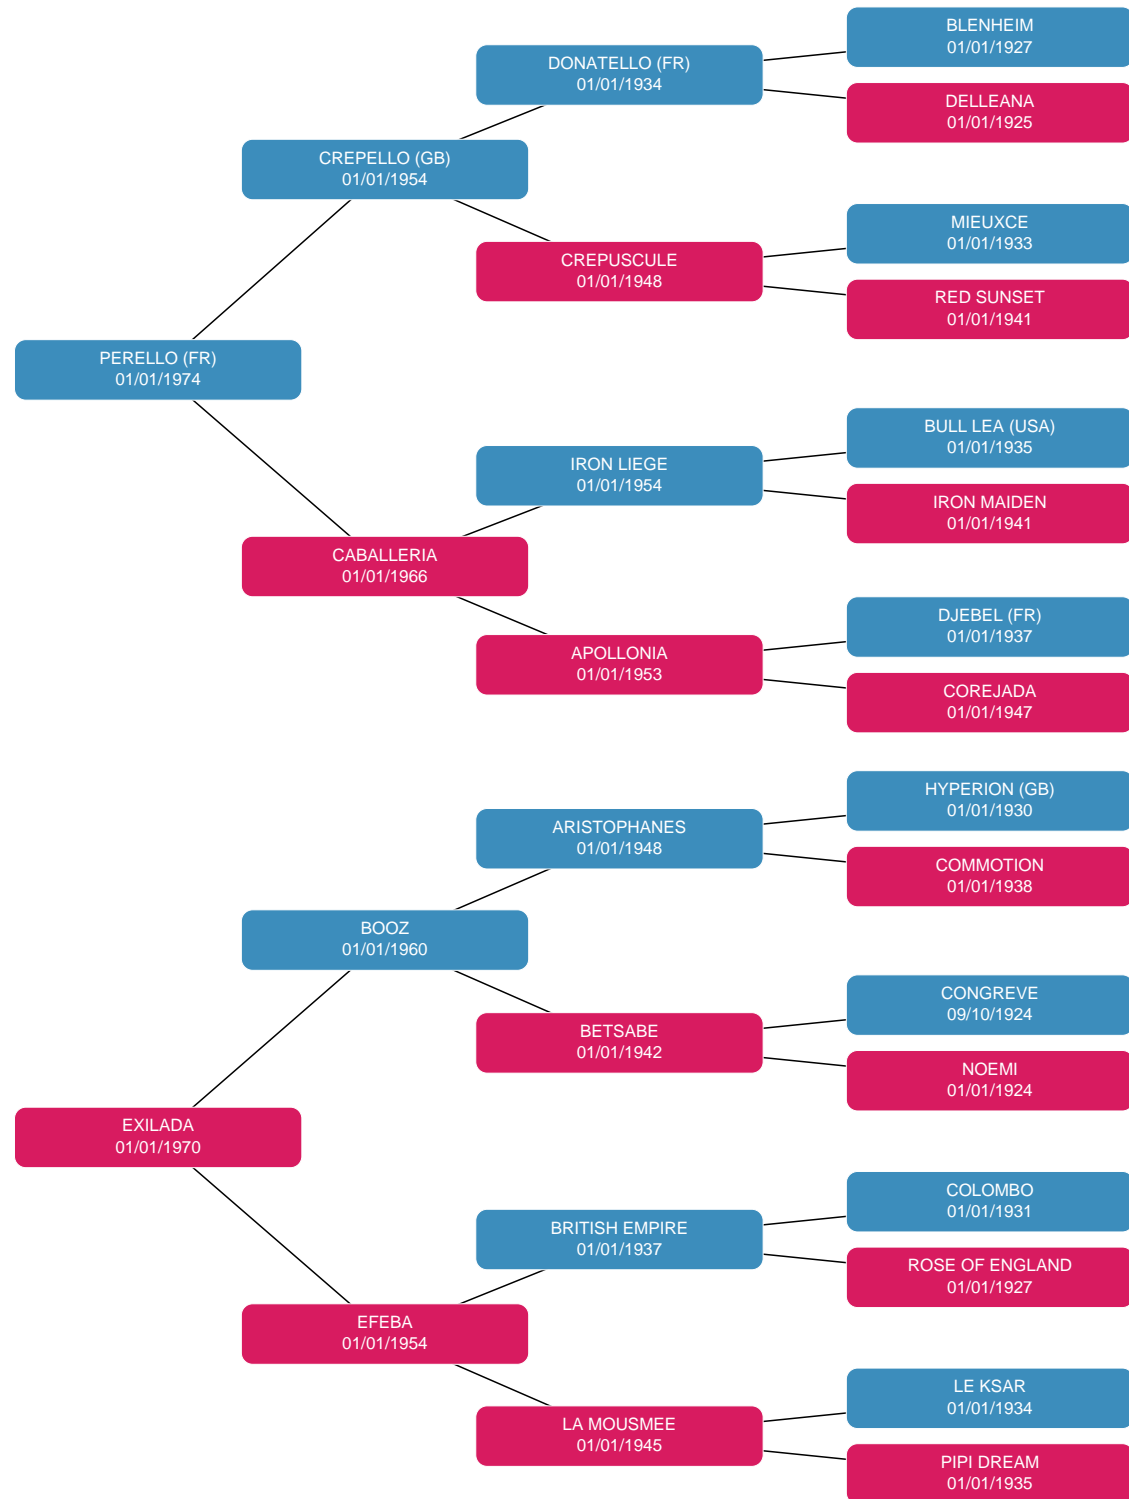 BLENHEIM
01/01/1927
DONATELLO (FR)
01/01/1934
DELLEANA
01/01/1925
CREPELLO (GB)
01/01/1954
MIEUXCE
01/01/1933
CREPUSCULE
01/01/1948
RED SUNSET
01/01/1941
PERELLO (FR)
01/01/1974
BULL LEA (USA)
01/01/1935
IRON LIEGE
01/01/1954
IRON MAIDEN
01/01/1941
CABALLERIA
01/01/1966
DJEBEL (FR)
01/01/1937
APOLLONIA
01/01/1953
COREJADA
01/01/1947
HYPERION (GB)
01/01/1930
ARISTOPHANES
01/01/1948
COMMOTION
01/01/1938
BOOZ
01/01/1960
CONGREVE
09/10/1924
BETSABE
01/01/1942
NOEMI
01/01/1924
EXILADA
01/01/1970
COLOMBO
01/01/1931
BRITISH EMPIRE
01/01/1937
ROSE OF ENGLAND
01/01/1927
EFEBA
01/01/1954
LE KSAR
01/01/1934
LA MOUSMEE
01/01/1945
PIPI DREAM
01/01/1935